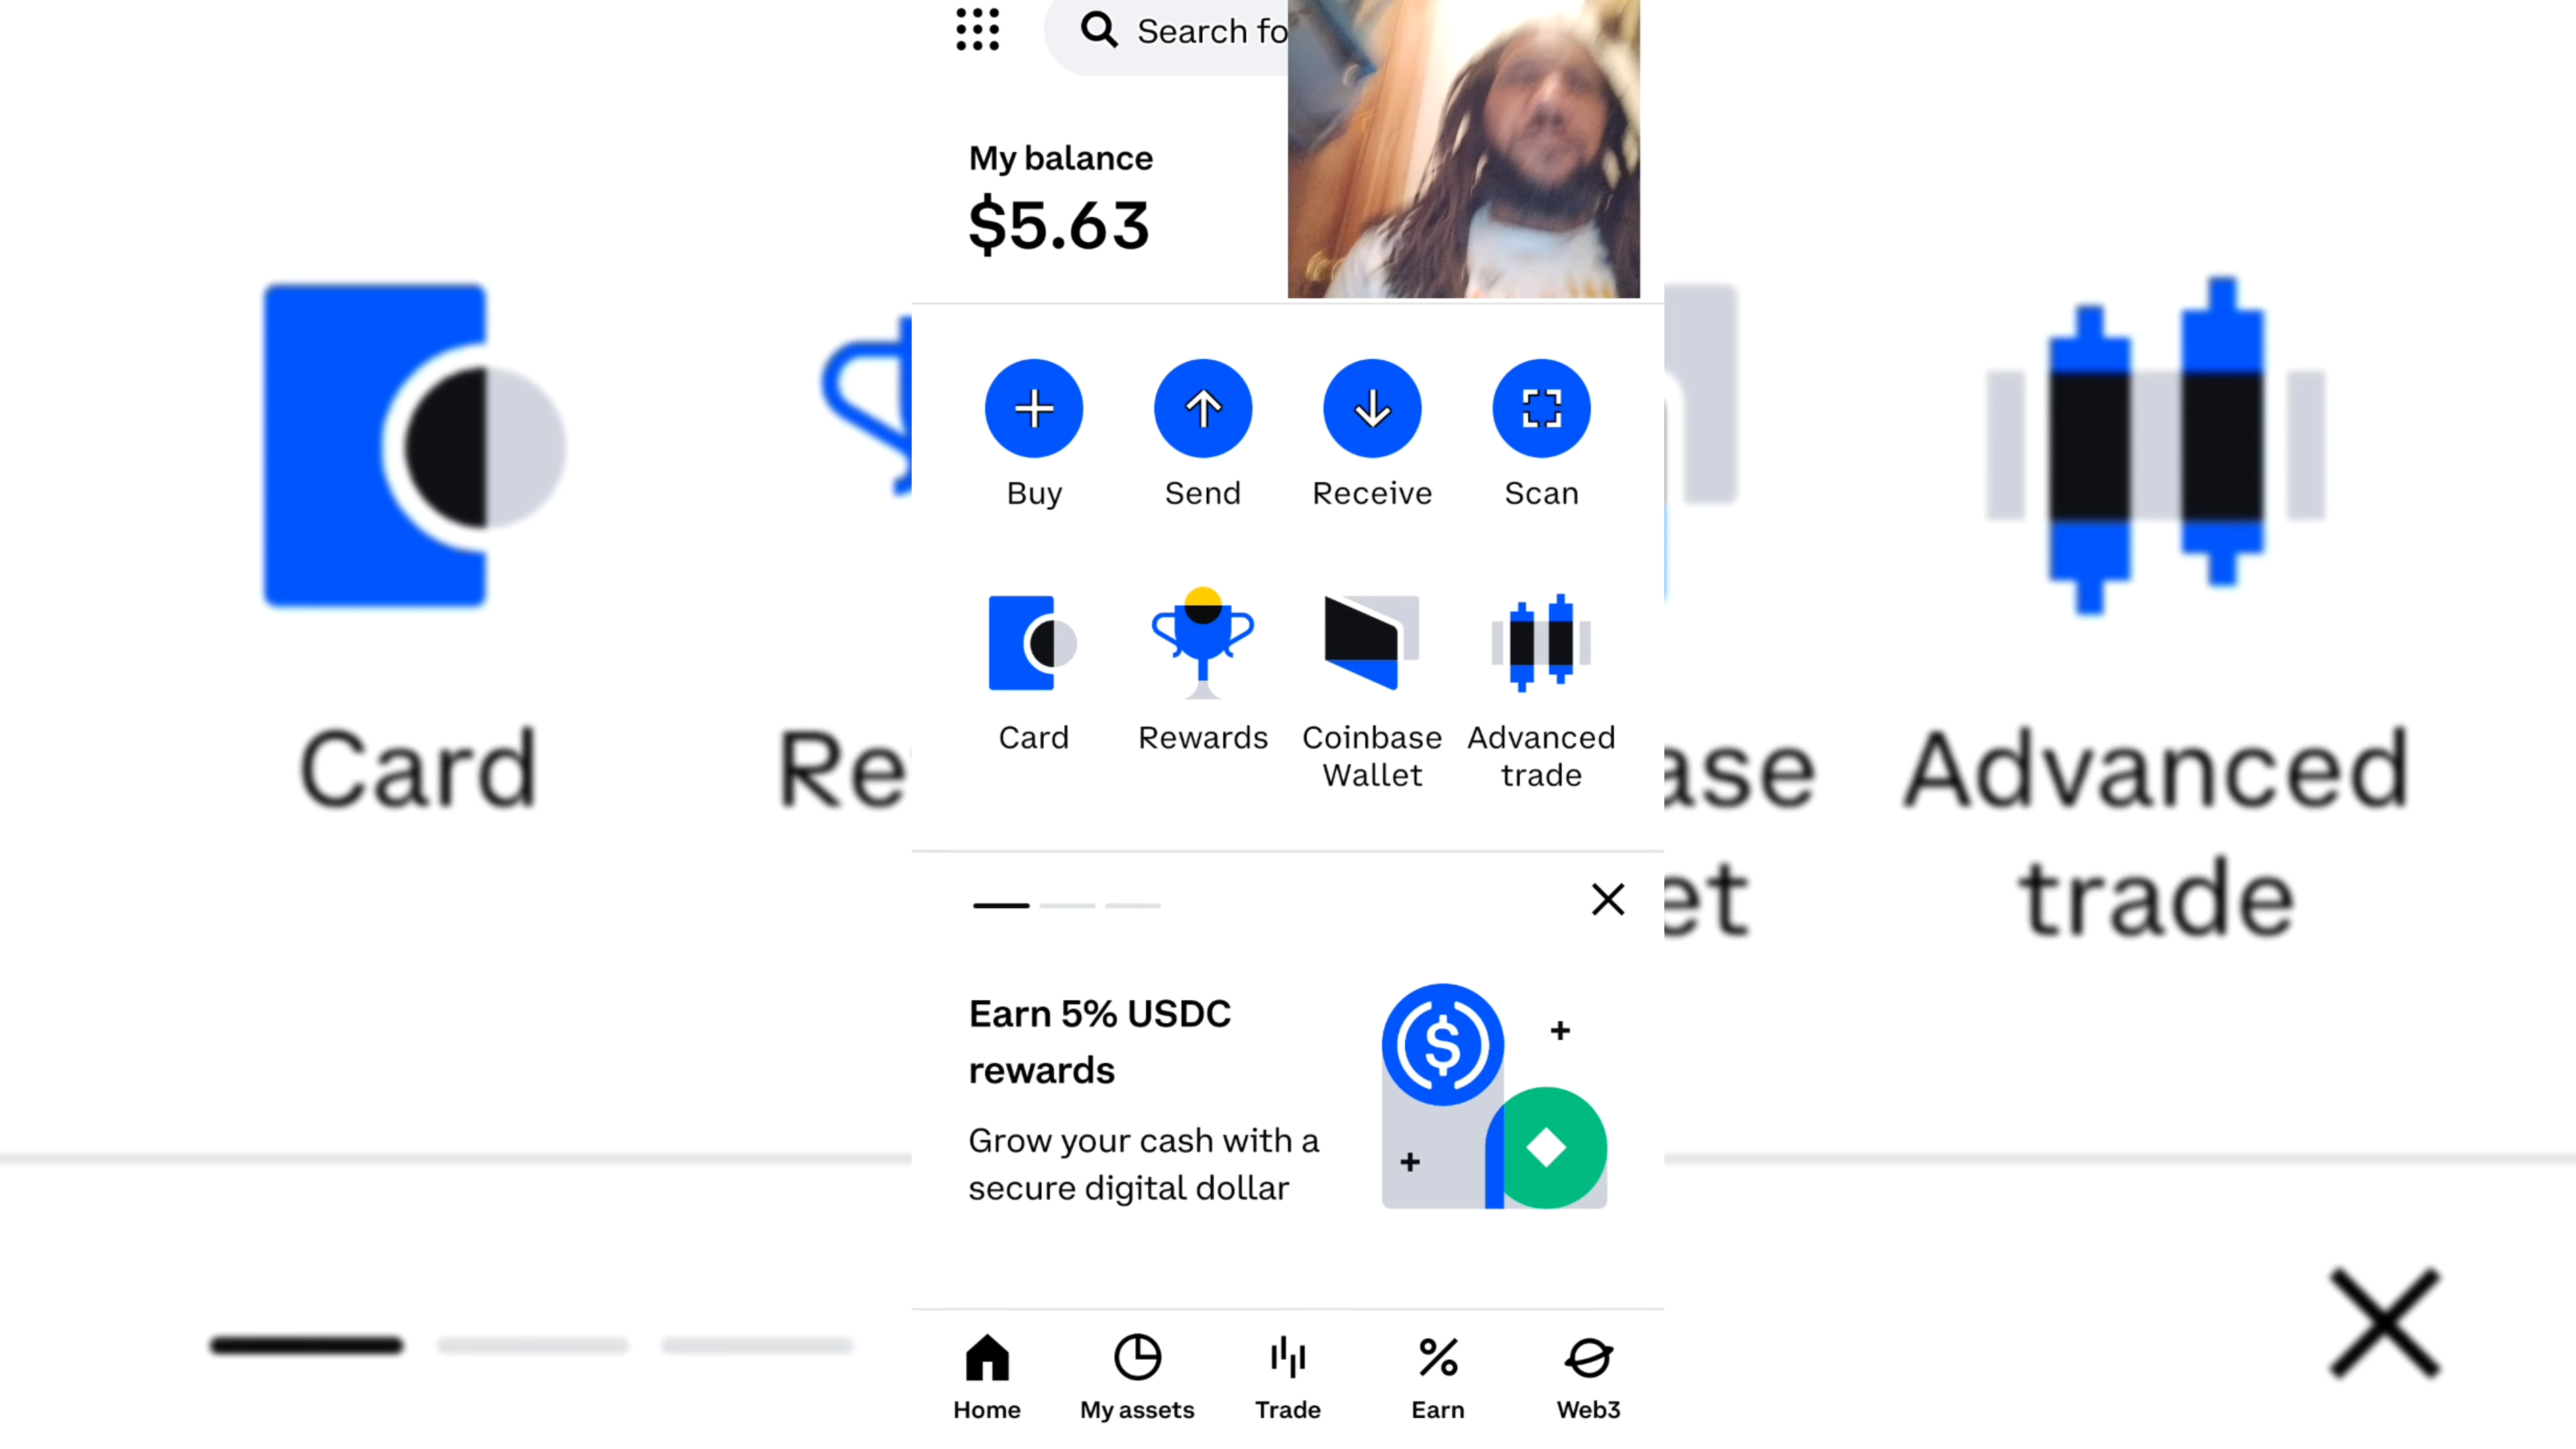 Search fo
My balance
$5.63
Buy
Send
Receive
Scan
Card
Rewards
Coinbase
Wallet
Advanced
trade
Earn 5% USDC
rewards
Grow your cash with a
secure digital dollar
Home
My assets
Trade
Earn
Web3
Card
Re
ase
et
Advanced
trade